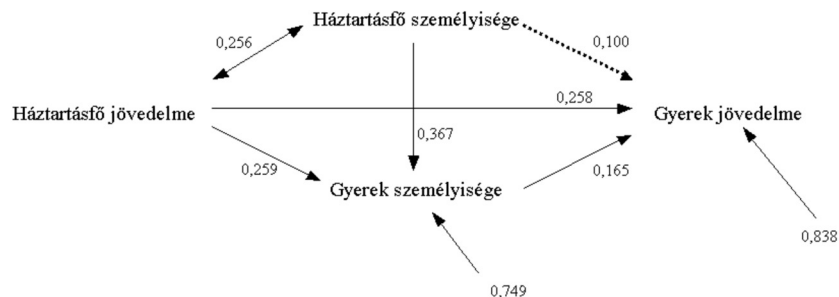 Háztartásfő személyisége
0,256
0,100
Háztartásfő jövedelme
0,258
Gyerek jövedelme
0,367
0,259
0,165
Gyerek személyisége
0,838
0,749